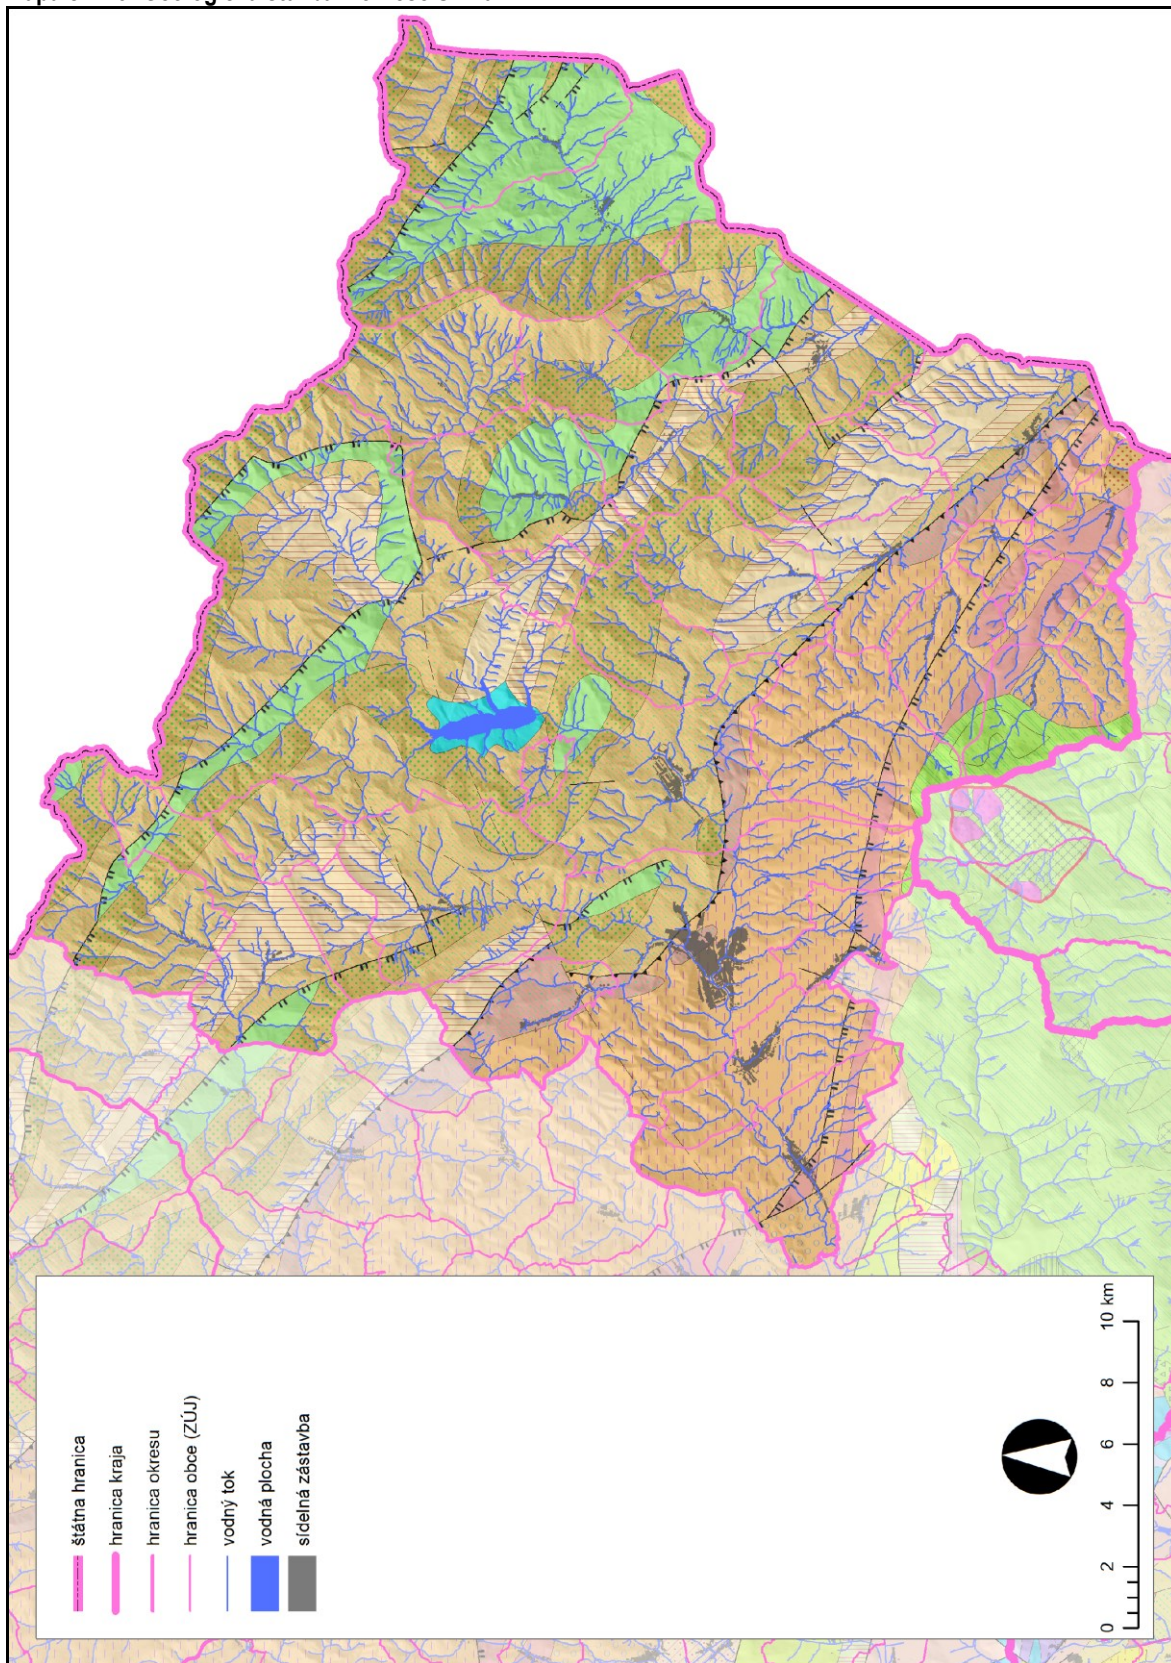 štátna hranica
hranica kraja
hranica okresu
hranica obce (ZÚJ)
vodný tok
vodná plocha
sídelná zástavba
0 2 4 6 8 10 km